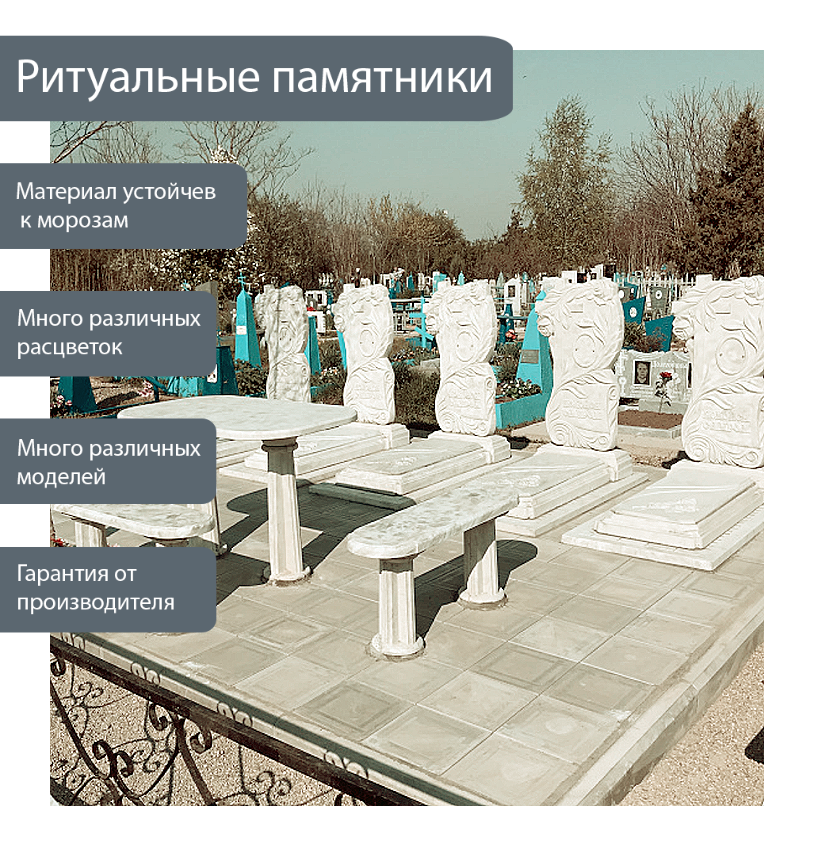 Ритуальные памятники
Материал устойчев
к морозам
Много различных
расцветок
Много различных
моделей
Гарантия от
производителя